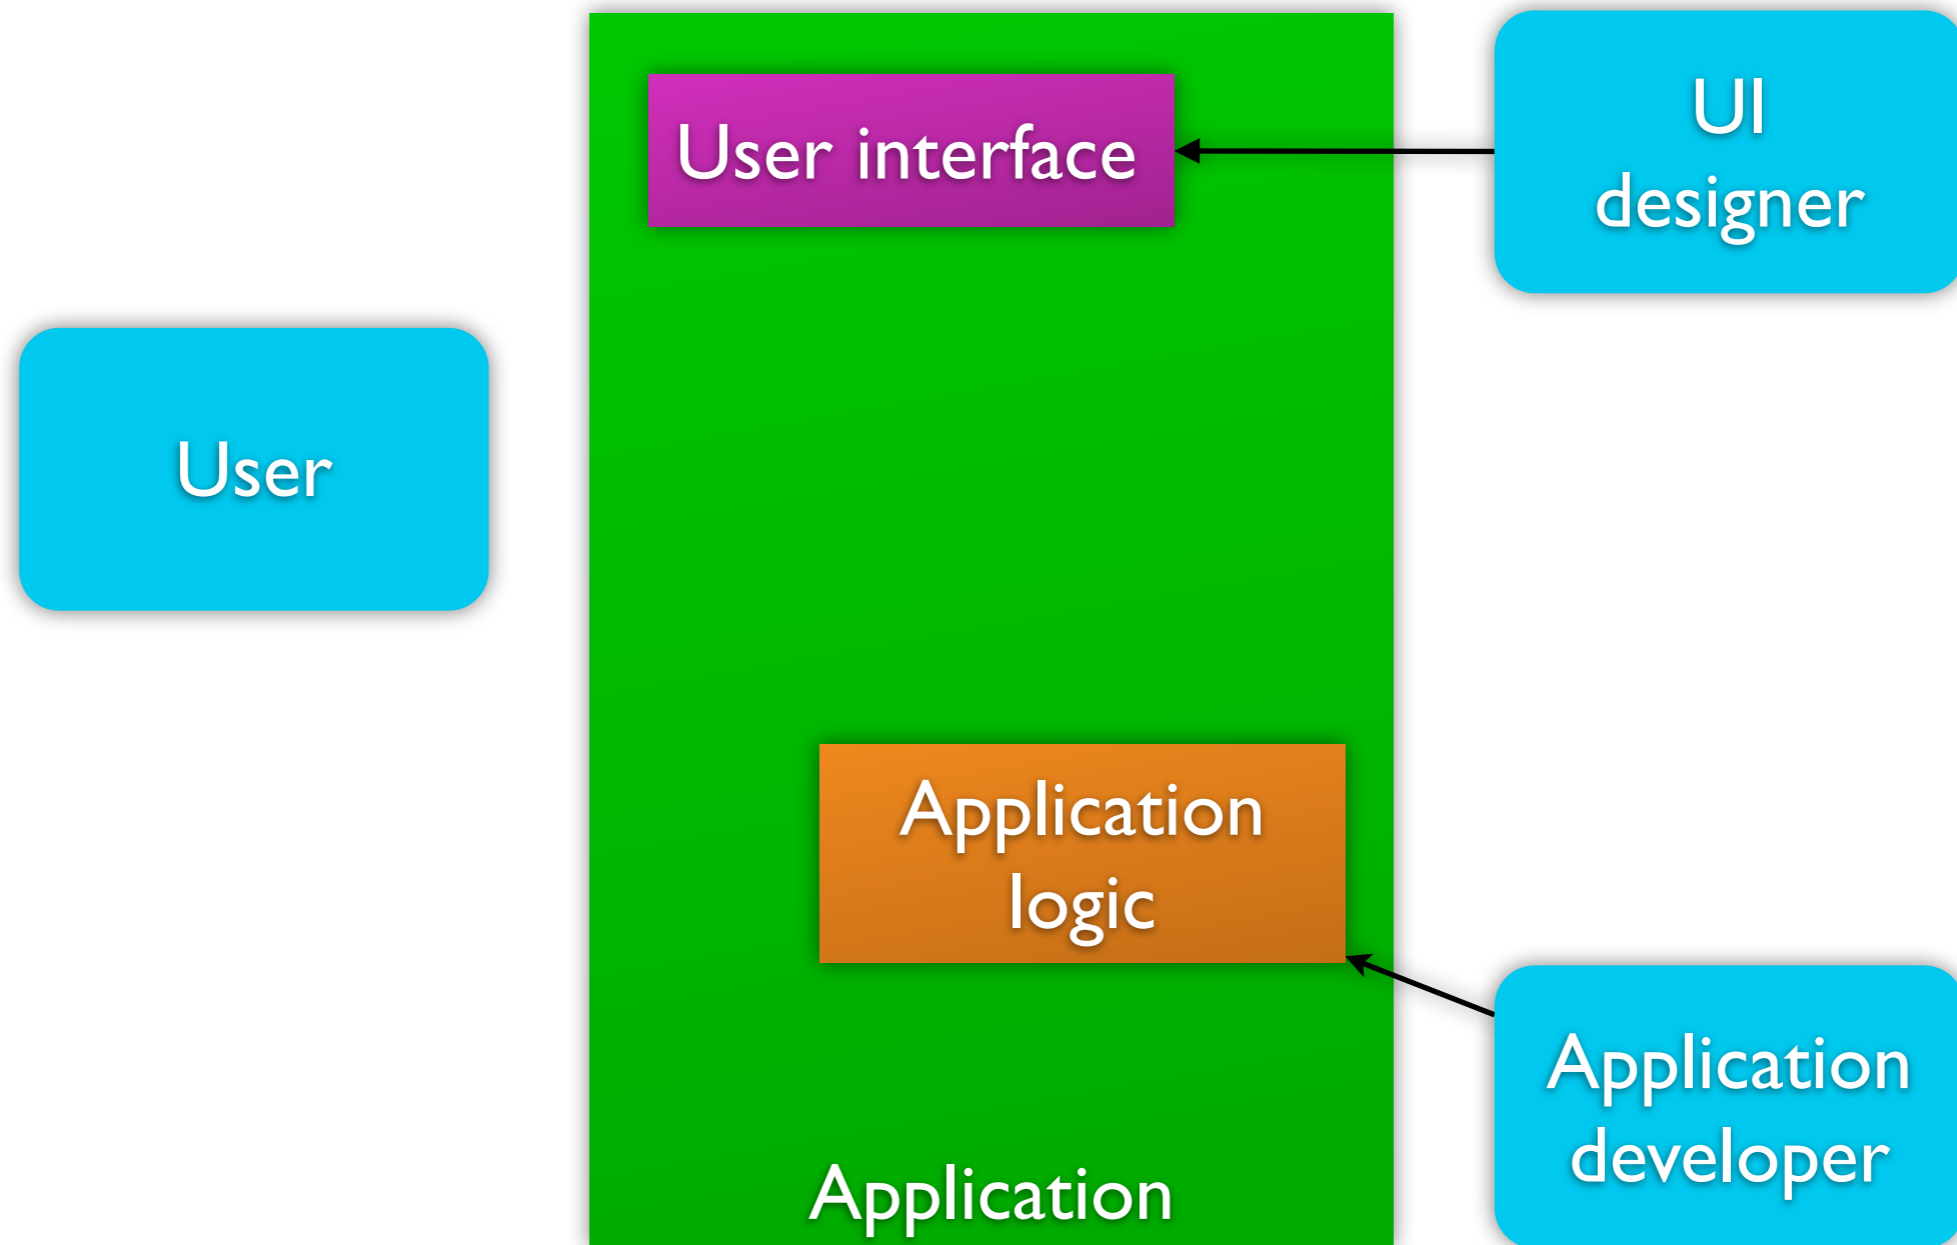 User interface
UI
designer
User
Application
logic
Application
developer
Application